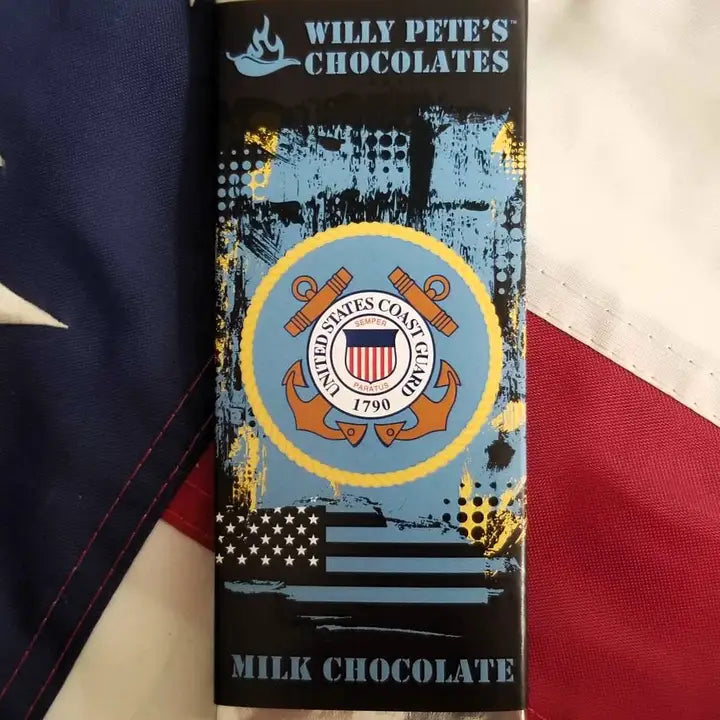 WILLY PETE'S™
CHOCOLATES
UNITED STATES COAST GUARD
SEMPER
PARATUS
1790
MILK CHOCOLATE